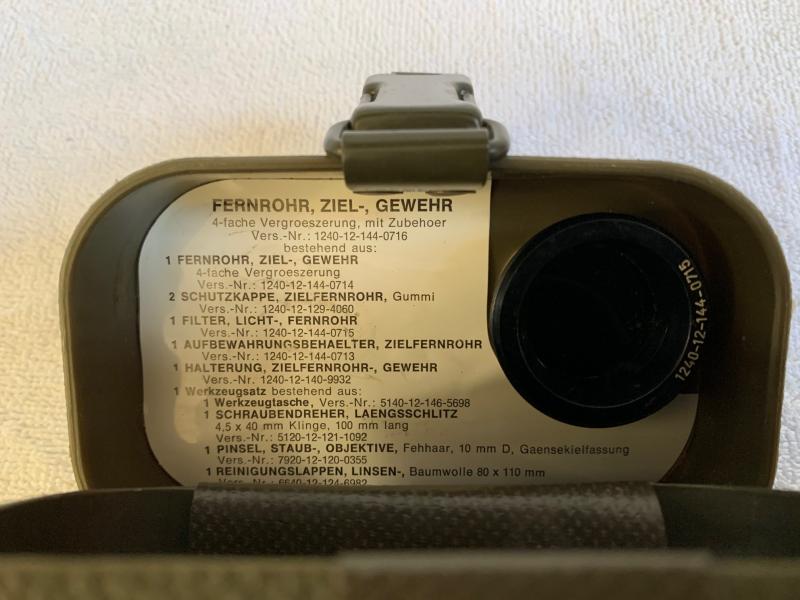 FERNROHR, ZIEL-, GEWEHR
4-fache Vergroeszerung, mit Zubehoer
Vers.-Nr.: 1240-12-144-0716
bestehend aus:
1 FERNROHR, ZIEL-, GEWEHR
4-fache Vergroeszerung
Vers.-Nr.: 1240-12-144-0714
2 SCHUTZKAPPE, ZIELFERNROHR, Gummi
Vers.-Nr.: 1240-12-129-4060
1 FILTER, LICHT-, FERNROHR
Vers.-Nr.: 1240-12-144-0715
1 AUFBEWAHRUNGSBEHAELTER, ZIELFERNROHR
Vers.-Nr.: 1240-12-144-0713
1 HALTERUNG, ZIELFERNROHR-, GEWEHR
Vers.-Nr.: 1240-12-140-9932
1 Werkzeugsatz bestehend aus:
1 Werkzeugtasche, Vers.-Nr.: 5140-12-146-5698
1 SCHRAUBENDREHER, LAENGSSCHLITZ
4,5 x 40 mm Klinge, 100 mm lang
Vers.-Nr.: 5120-12-121-1092
1 PINSEL, STAUB-, OBJEKTIVE, Fehhaar, 10 mm D, Gaensekielfassung
Vers.-Nr.: 7920-12-120-0355
1 REINIGUNGSLAPPEN, LINSEN-, Baumwolle 80 x 110 mm
Vers.-Nr.: 6640-12-124-6982
1240-12-144-0715